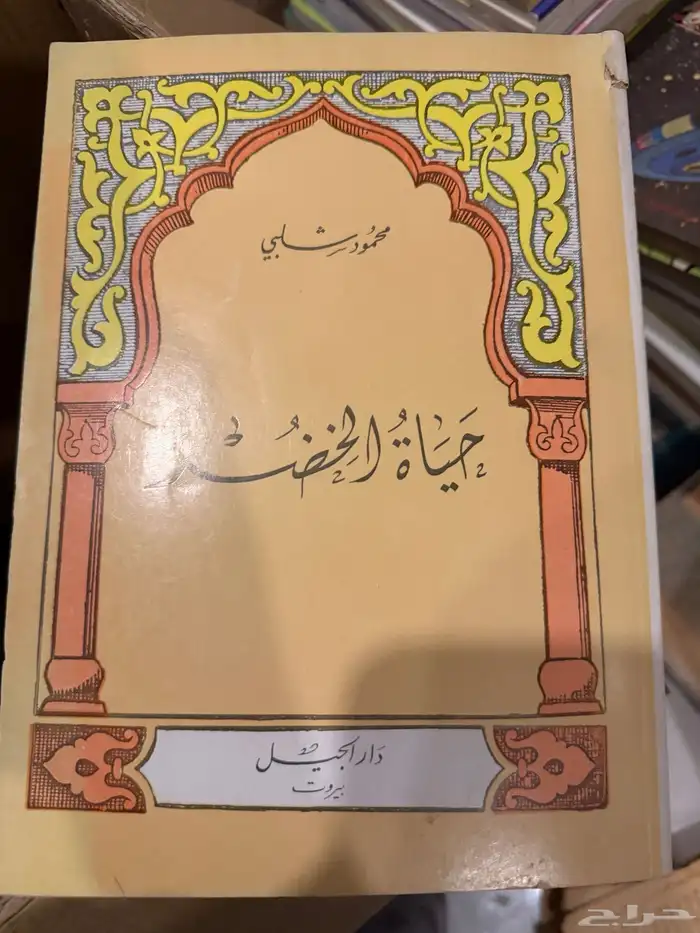 محمود شلبي
حياة الخضر
دار الجيل
بيروت
حراج